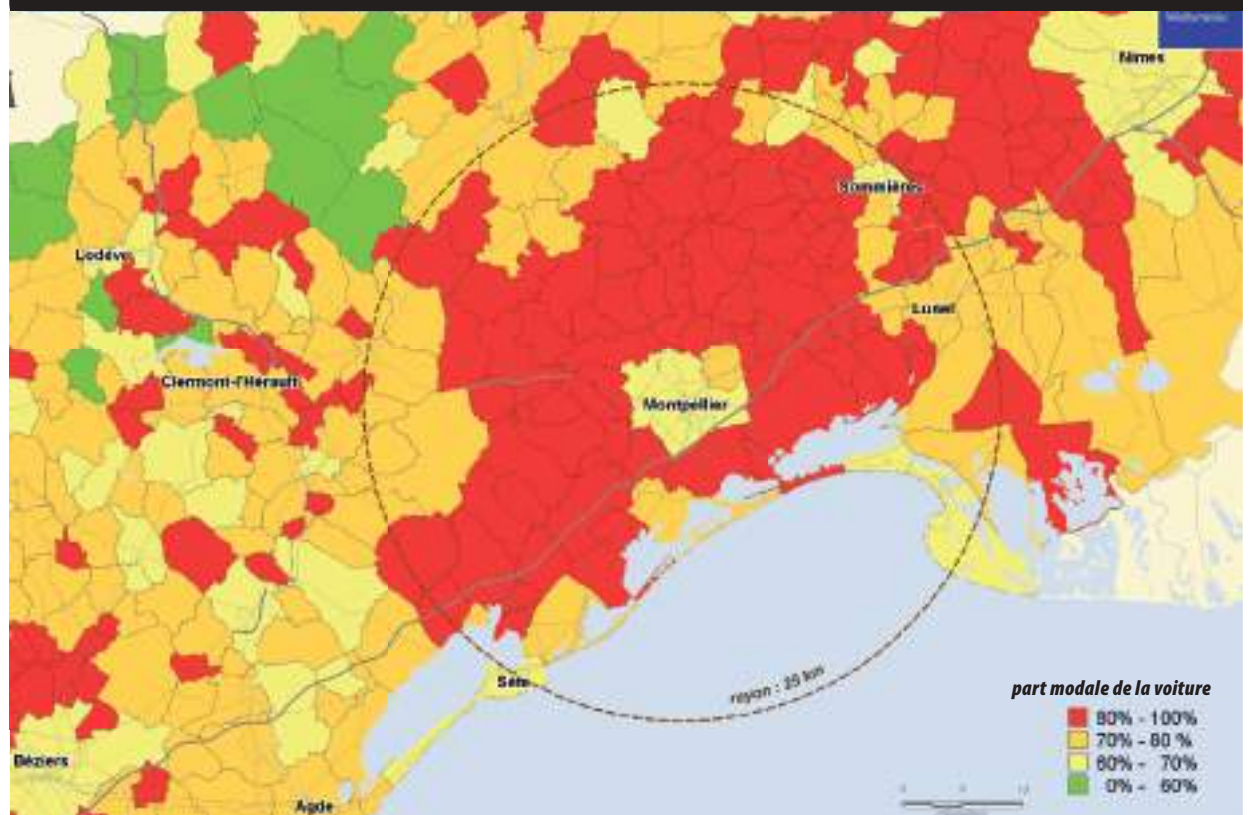 Nîmes
Sommières
Lodève
Lunel
Clermont-l'Hérault
Montpellier
Sète
rayon : 25 km
part modale de la voiture
80% - 100%
70% - 80 %
60% - 70%
0% - 60%
Béziers
Agde